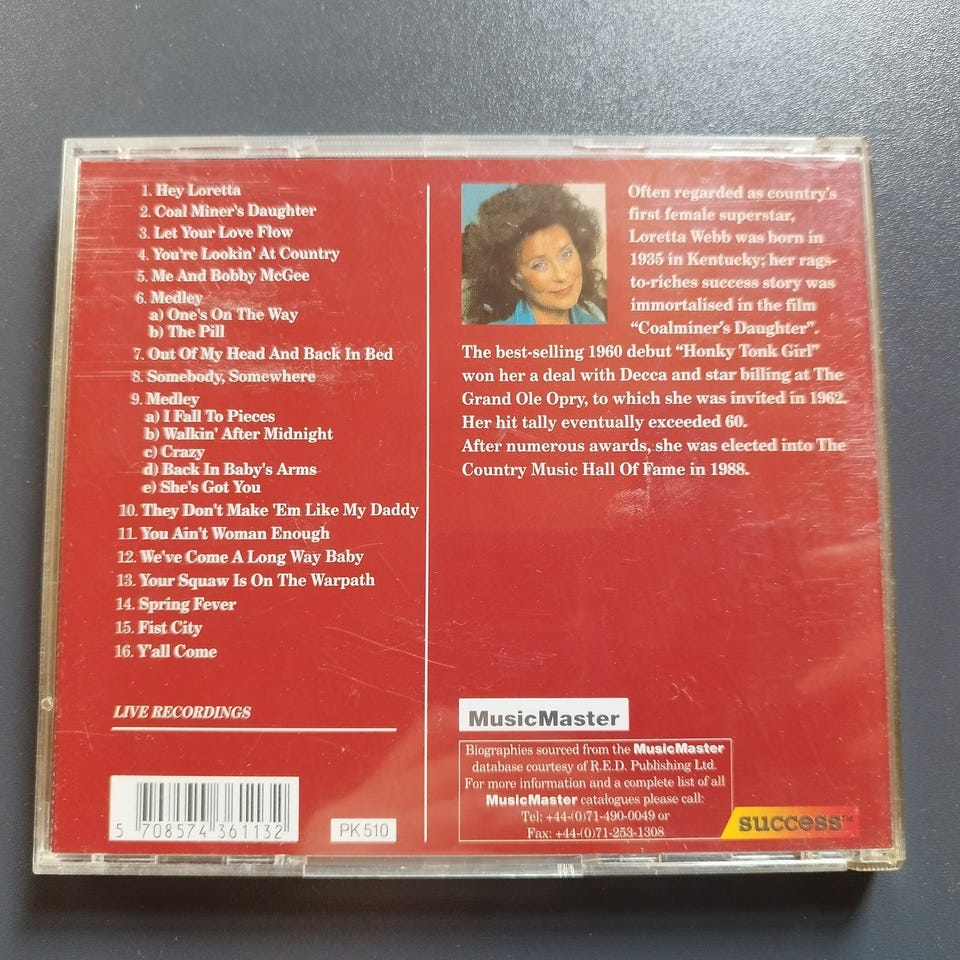 1. Hey Loretta
2. Coal Miner's Daughter
3. Let Your Love Flow
4. You're Lookin' At Country
5. Me And Bobby McGee
6. Medley
a) One's On The Way
b) The Pill
7. Out Of My Head And Back In Bed
8. Somebody, Somewhere
9. Medley
a) I Fall To Pieces
b) Walkin' After Midnight
c) Crazy
d) Back In Baby's Arms
e) She's Got You
10. They Don't Make 'Em Like My Daddy
11. You Ain't Woman Enough
12. We've Come A Long Way Baby
13. Your Squaw Is On The Warpath
14. Spring Fever
15. Fist City
16. Y'all Come
LIVE RECORDINGS
5 708574 361132
PK 510
Often regarded as country's
first female superstar,
Loretta Webb was born in
1935 in Kentucky; her rags-
to-riches success story was
immortalised in the film
"Coalminer's Daughter".
The best-selling 1960 debut "Honky Tonk Girl"
won her a deal with Decca and star billing at The
Grand Ole Opry, to which she was invited in 1962.
Her hit tally eventually exceeded 60.
After numerous awards, she was elected into The
Country Music Hall Of Fame in 1988.
MusicMaster
Biographies sourced from the MusicMaster
database courtesy of R.E.D. Publishing Ltd.
For more information and a complete list of all
MusicMaster catalogues please call:
Tel: +44-(0)71-490-0049 or
Fax: +44-(0)71-253-1308
success™